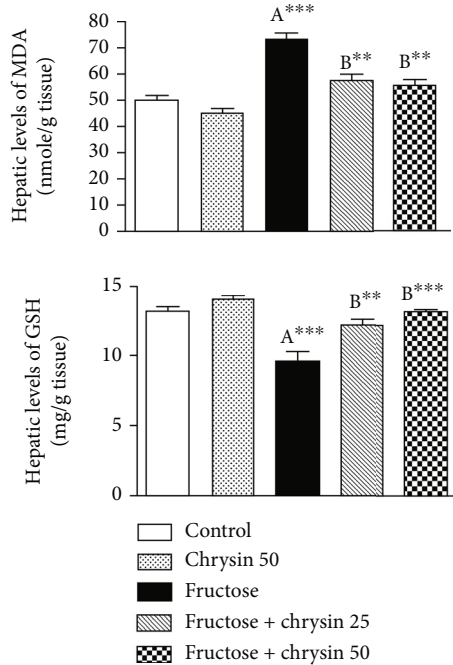 Hepatic levels of MDA
(nmole/g tissue)
80
70
60
50
40
30
20
10
0
A***
B**
B**
Hepatic levels of GSH
(mg/g tissue)
15
10
5
0
A***
B**
B***
Control
Chrysin 50
Fructose
Fructose + chrysin 25
Fructose + chrysin 50